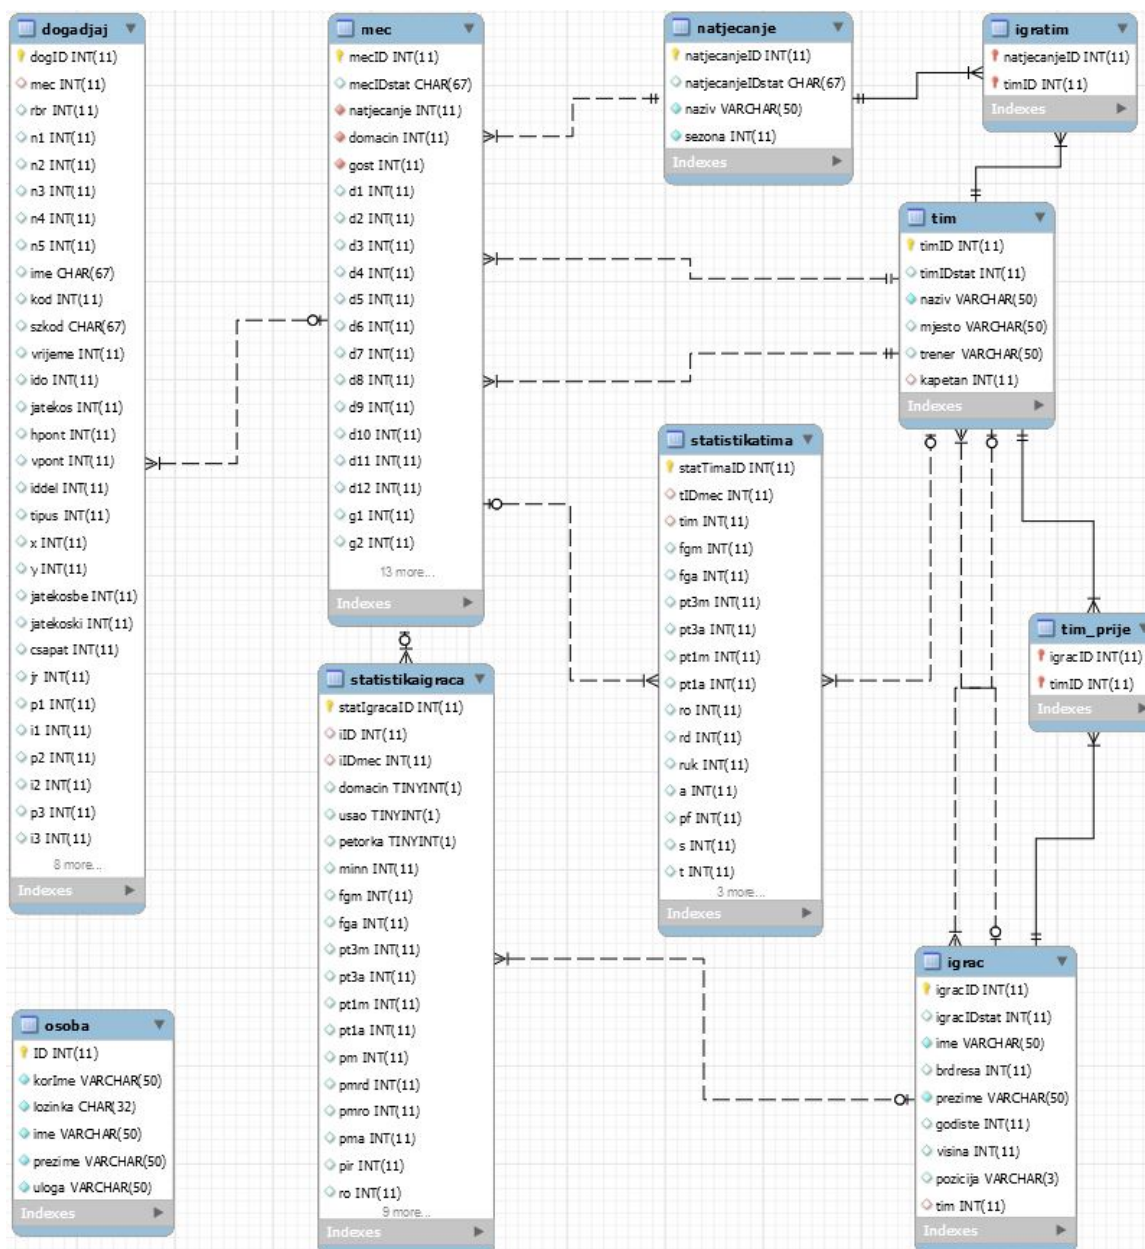 dogadjaj
dogID INT(11)
mec INT(11)
rbr INT(11)
n1 INT(11)
n2 INT(11)
n3 INT(11)
n4 INT(11)
n5 INT(11)
ime CHAR(67)
kod INT(11)
szkod CHAR(67)
vrijeme INT(11)
ido INT(11)
jatekos INT(11)
hpont INT(11)
vpont INT(11)
iddel INT(11)
tipus INT(11)
x INT(11)
y INT(11)
jatekosbe INT(11)
jatekoski INT(11)
csapat INT(11)
jr INT(11)
p1 INT(11)
i1 INT(11)
p2 INT(11)
i2 INT(11)
p3 INT(11)
i3 INT(11)
8 more...
Indexes
mec
mecID INT(11)
mecIDstat CHAR(67)
natjecanje INT(11)
domacin INT(11)
gost INT(11)
d1 INT(11)
d2 INT(11)
d3 INT(11)
d4 INT(11)
d5 INT(11)
d6 INT(11)
d7 INT(11)
d8 INT(11)
d9 INT(11)
d10 INT(11)
d11 INT(11)
d12 INT(11)
g1 INT(11)
g2 INT(11)
13 more...
Indexes
natjecanje
natjecanjeID INT(11)
natjecanjeIDstat CHAR(67)
naziv VARCHAR(50)
sezona INT(11)
Indexes
igratim
natjecanjeID INT(11)
timID INT(11)
Indexes
tim
timID INT(11)
timIDstat INT(11)
naziv VARCHAR(50)
mjesto VARCHAR(50)
trener VARCHAR(50)
kapetan INT(11)
Indexes
statistikatima
statTimaID INT(11)
tIDmec INT(11)
tim INT(11)
fgm INT(11)
fga INT(11)
pt3m INT(11)
pt3a INT(11)
pt1m INT(11)
pt1a INT(11)
ro INT(11)
rd INT(11)
ruk INT(11)
a INT(11)
pf INT(11)
s INT(11)
t INT(11)
3 more...
Indexes
tim_prije
igracID INT(11)
timID INT(11)
Indexes
statistikaigraca
statIgracaID INT(11)
iID INT(11)
iIDmec INT(11)
domacin TINYINT(1)
usao TINYINT(1)
petorka TINYINT(1)
minn INT(11)
fgm INT(11)
fga INT(11)
pt3m INT(11)
pt3a INT(11)
pt1m INT(11)
pt1a INT(11)
pm INT(11)
pmrd INT(11)
pmro INT(11)
pma INT(11)
pir INT(11)
ro INT(11)
9 more...
Indexes
igrac
igracID INT(11)
igracIDstat INT(11)
ime VARCHAR(50)
brdresa INT(11)
prezime VARCHAR(50)
godiste INT(11)
visina INT(11)
pozicija VARCHAR(3)
tim INT(11)
Indexes
osoba
ID INT(11)
korIme VARCHAR(50)
lozinka CHAR(32)
ime VARCHAR(50)
prezime VARCHAR(50)
uloga VARCHAR(50)
Indexes